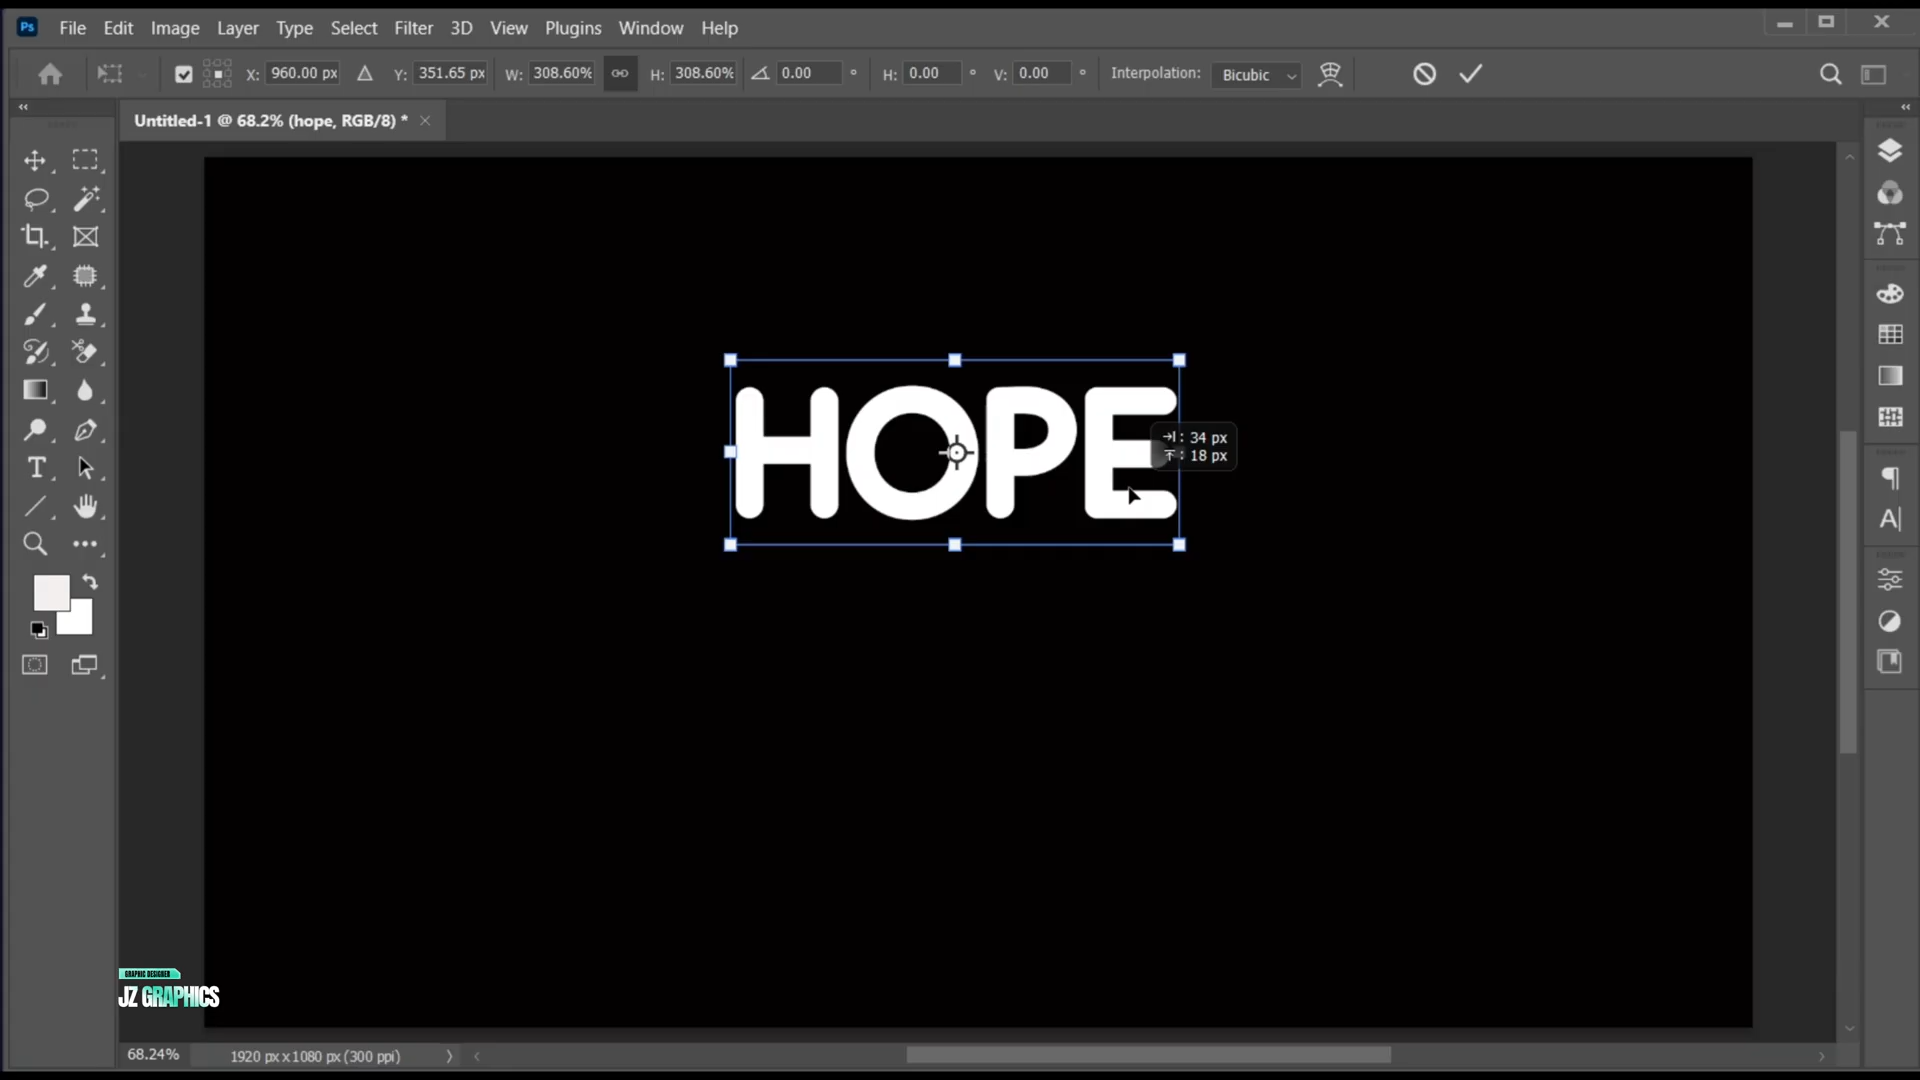 Ps File Edit Image Layer Type Select Filter 3D View Plugins Window Help
X: 960.00 px Y: 351.65 px W: 308.60% H: 308.60% 0.00 ° H: 0.00 ° V: 0.00 ° Interpolation: Bicubic
Untitled-1 @ 68.2% (hope, RGB/8) * ×
HOPE
: 34 px
: 18 px
GRAPHIC DESIGNER
JZ GRAPHICS
68.24% 1920 px x 1080 px (300 ppi)